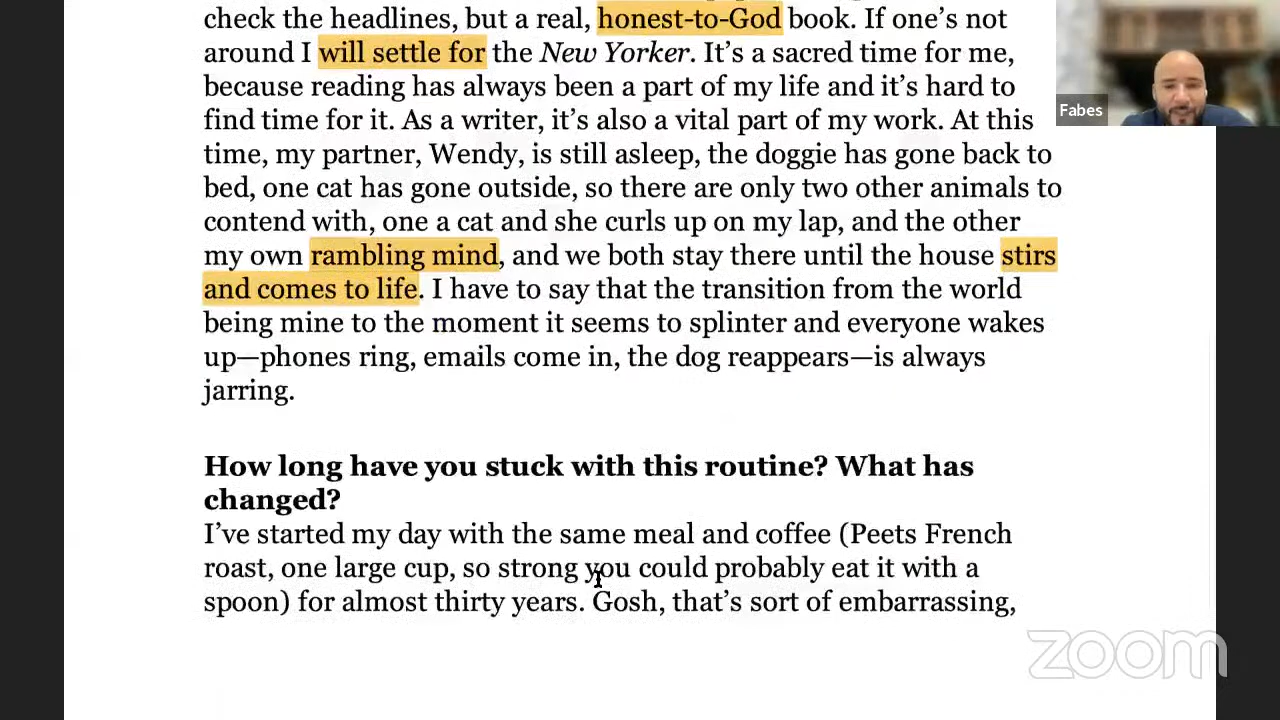 check the headlines, but a real, honest-to-God book. If one’s not
around I will settle for the New Yorker. It’s a sacred time for me,
because reading has always been a part of my life and it’s hard to
find time for it. As a writer, it’s also a vital part of my work. At this
time, my partner, Wendy, is still asleep, the doggie has gone back to
bed, one cat has gone outside, so there are only two other animals to
contend with, one a cat and she curls up on my lap, and the other
my own rambling mind, and we both stay there until the house stirs
and comes to life. I have to say that the transition from the world
being mine to the moment it seems to splinter and everyone wakes
up—phones ring, emails come in, the dog reappears—is always
jarring.
How long have you stuck with this routine? What has
changed?
I’ve started my day with the same meal and coffee (Peets French
roast, one large cup, so strong you could probably eat it with a
spoon) for almost thirty years. Gosh, that’s sort of embarrassing,
Fabes
zoom